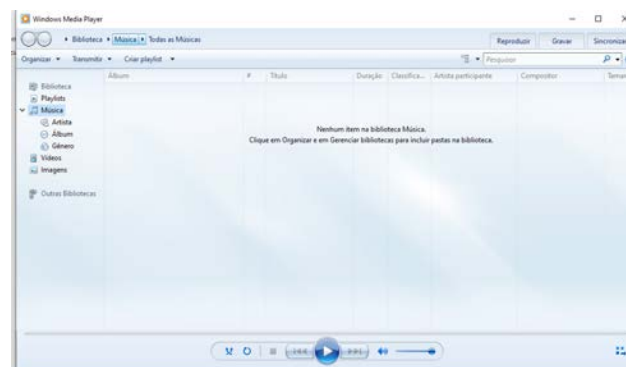 Windows Media Player
Biblioteca Música Todas as Músicas
Reproduzir Gravar Sincronizar
Organizar Transmitir Criar playlist Pesquisar
Álbum # Título Duração Classifica... Artista participante Compositor
Biblioteca
Playlists
Música
Artista
Álbum
Gênero
Vídeos
Imagens
Outras Bibliotecas
Nenhum item na biblioteca Música.
Clique em Organizar e em Gerenciar bibliotecas para incluir pastas na biblioteca.